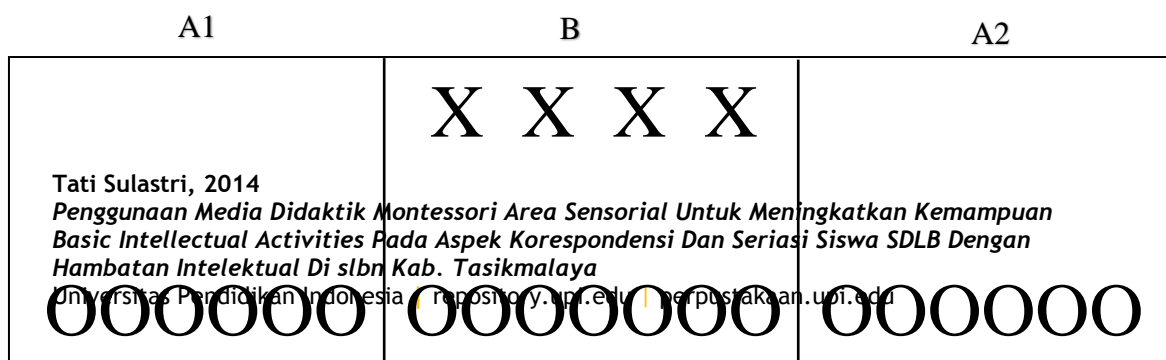 A1 B A2
X X X X
Tati Sulastri, 2014
Penggunaan Media Didaktik Montessori Area Sensorial Untuk Meningkatkan Kemampuan
Basic Intellectual Activities Pada Aspek Korespondensi Dan Seriasi Siswa SDLB Dengan
Hambatan Intelektual Di slbn Kab. Tasikmalaya
Universitas Pendidikan Indonesia | repository.upi.edu | perpustakaan.upi.edu
OOOOOO OOOOOOO OOOOOO